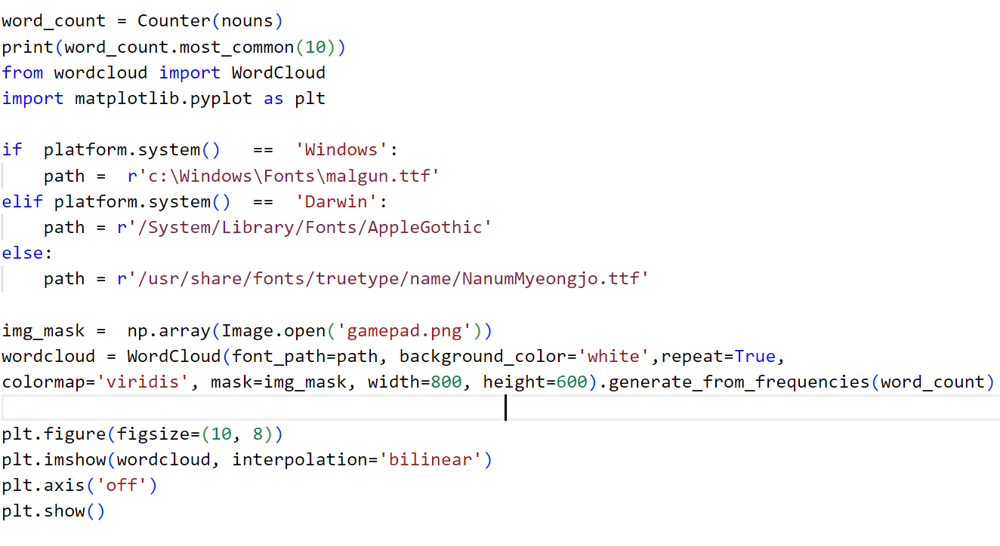 word_count = Counter(nouns)
print(word_count.most_common(10))
from wordcloud import WordCloud
import matplotlib.pyplot as plt
if  platform.system()   ==  'Windows':
    path =  r'c:\Windows\Fonts\malgun.ttf'
elif platform.system()  ==  'Darwin':
    path = r'/System/Library/Fonts/AppleGothic'
else:
    path = r'/usr/share/fonts/truetype/name/NanumMyeongjo.ttf'
img_mask =  np.array(Image.open('gamepad.png'))
wordcloud = WordCloud(font_path=path, background_color='white',repeat=True,
colormap='viridis', mask=img_mask, width=800, height=600).generate_from_frequencies(word_count)
plt.figure(figsize=(10, 8))
plt.imshow(wordcloud, interpolation='bilinear')
plt.axis('off')
plt.show()